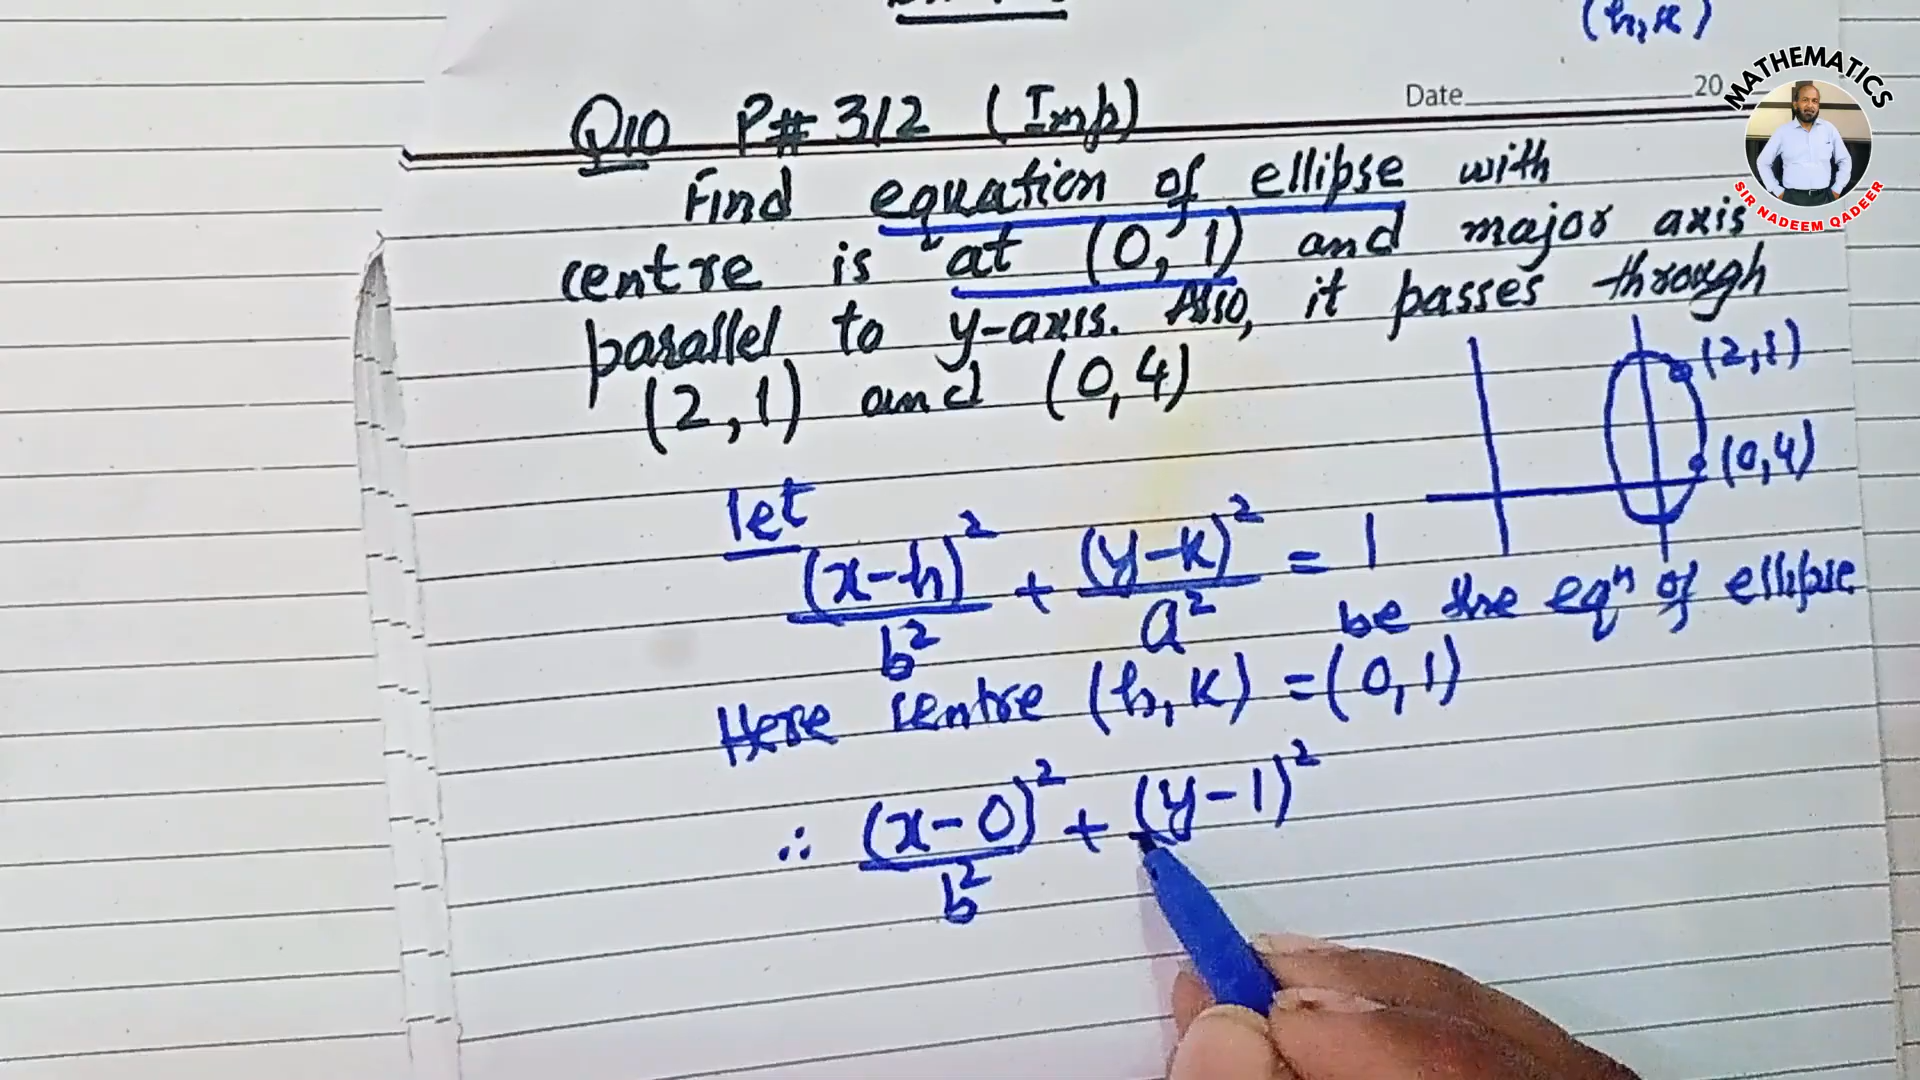 (h,k)
Date 20
MATHEMATICS
SIR NADEEM QADEER
Q10 P# 312 (Imp)
Find equation of ellipse with
centre is at (0,1) and major axis
parallel to y-axis. Also, it passes through
(2,1) and (0,4)
(2,1)
(0,4)
let
(x-h)²/b² + (y-k)²/a² = 1
be the eqⁿ of ellipse
Here centre (h,k) = (0,1)
∴ (x-0)²/b² + (y-1)²